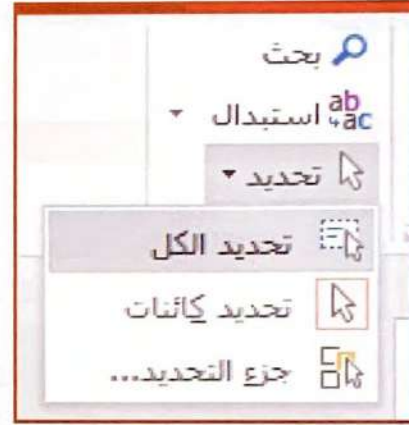 بحث
استبدال
تحديد
تحديد الكل
تحديد كائنات
جزء التحديد...